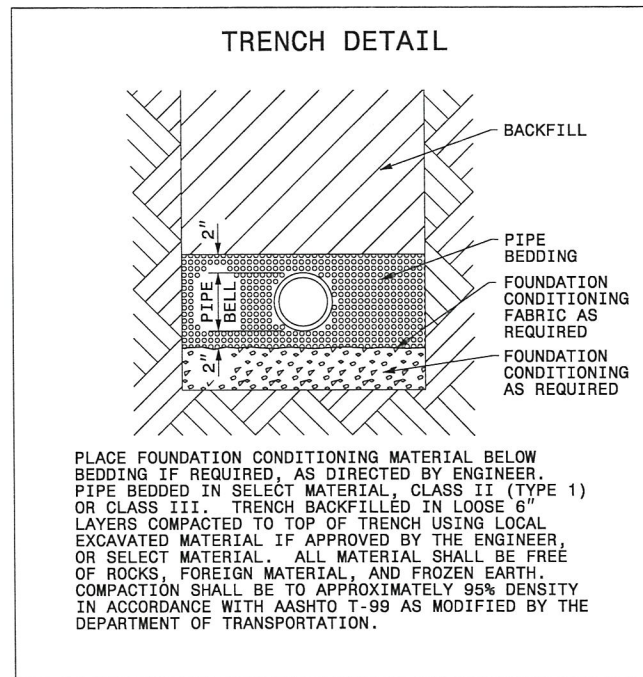 TRENCH DETAIL
BACKFILL
2"
PIPE
BEDDING
PIPE
BELL
FOUNDATION
CONDITIONING
FABRIC AS
REQUIRED
2"
FOUNDATION
CONDITIONING
AS REQUIRED
PLACE FOUNDATION CONDITIONING MATERIAL BELOW
BEDDING IF REQUIRED, AS DIRECTED BY ENGINEER.
PIPE BEDDED IN SELECT MATERIAL, CLASS II (TYPE 1)
OR CLASS III.  TRENCH BACKFILLED IN LOOSE 6"
LAYERS COMPACTED TO TOP OF TRENCH USING LOCAL
EXCAVATED MATERIAL IF APPROVED BY THE ENGINEER,
OR SELECT MATERIAL.  ALL MATERIAL SHALL BE FREE
OF ROCKS, FOREIGN MATERIAL, AND FROZEN EARTH.
COMPACTION SHALL BE TO APPROXIMATELY 95% DENSITY
IN ACCORDANCE WITH AASHTO T-99 AS MODIFIED BY THE
DEPARTMENT OF TRANSPORTATION.